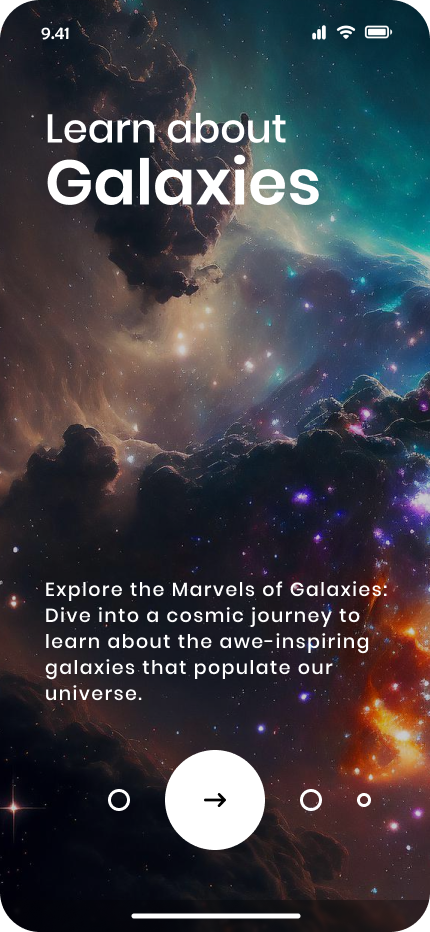 9.41
Learn about
Galaxies
Explore the Marvels of Galaxies:
Dive into a cosmic journey to
learn about the awe-inspiring
galaxies that populate our
universe.